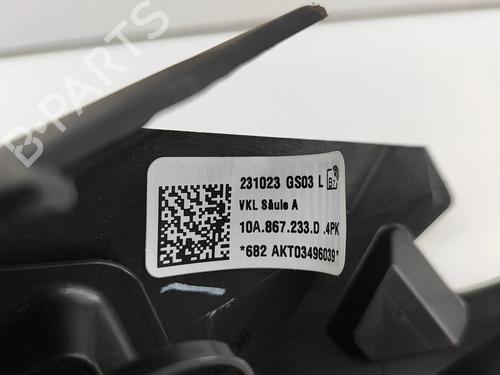 B-PARTS
231023 GS03 L
VKL Säule A
10A.867.233.D .4PK
*682 AKT03496039*